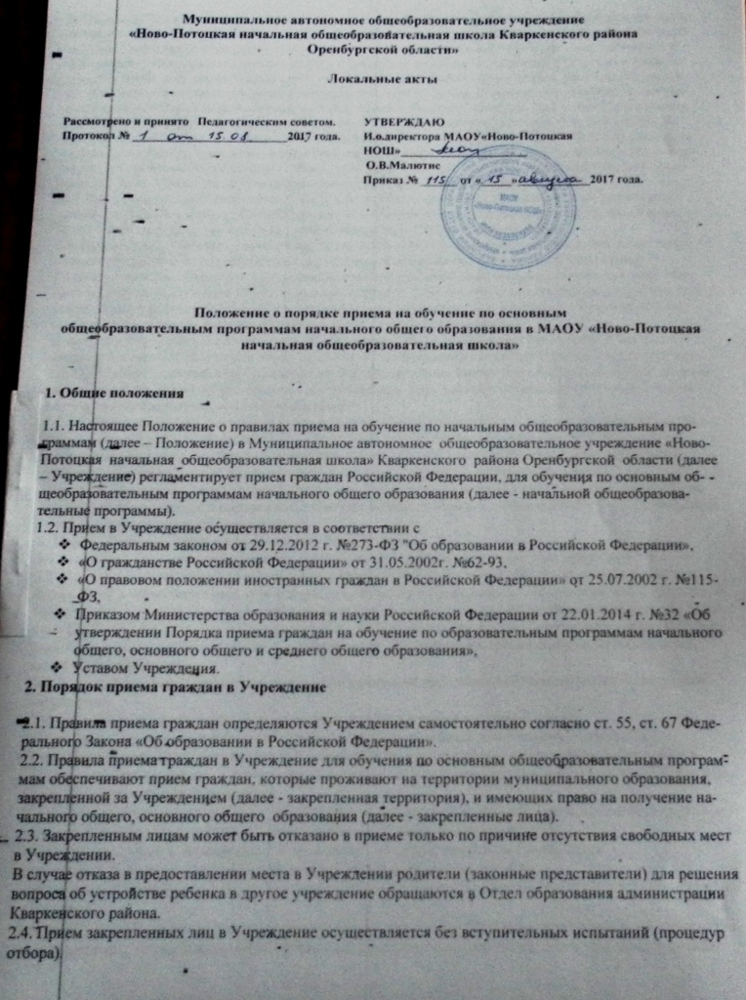 Муниципальное автономное общеобразовательное учреждение
«Ново-Потоцкая начальная общеобразовательная школа Кваркенского района
Оренбургской области»
Локальные акты
Рассмотрено и принято Педагогическим советом.
Протокол № 1 от 15.08 2017 года.
УТВЕРЖДАЮ
И.о.директора МАОУ«Ново-Потоцкая
НОШ»
О.В.Малютис
Приказ № 115 от « 15 » августа 2017 года.
Положение о порядке приема на обучение по основным
общеобразовательным программам начального общего образования в МАОУ «Ново-Потоцкая
начальная общеобразовательная школа»
1. Общие положения
1.1. Настоящее Положение о правилах приема на обучение по начальным общеобразовательным про-
граммам (далее – Положение) в Муниципальное автономное общеобразовательное учреждение «Ново-
Потоцкая начальная общеобразовательная школа» Кваркенского района Оренбургской области (далее
– Учреждение) регламентирует прием граждан Российской Федерации, для обучения по основным об-
щеобразовательным программам начального общего образования (далее - начальной общеобразова-
тельные программы).
1.2. Прием в Учреждение осуществляется в соответствии с
❖ Федеральным законом от 29.12.2012 г. №273-ФЗ "Об образовании в Российской Федерации»,
❖ «О гражданстве Российской Федерации» от 31.05.2002г. №62-93,
❖ «О правовом положении иностранных граждан в Российской Федерации» от 25.07.2002 г. №115-
ФЗ,
❖ Приказом Министерства образования и науки Российской Федерации от 22.01.2014 г. №32 «Об
утверждении Порядка приема граждан на обучение по образовательным программам начального
общего, основного общего и среднего общего образования»,
❖ Уставом Учреждения.
2. Порядок приема граждан в Учреждение
2.1. Правила приема граждан определяются Учреждением самостоятельно согласно ст. 55, ст. 67 Феде-
рального Закона «Об образовании в Российской Федерации».
2.2. Правила приема граждан в Учреждение для обучения по основным общеобразовательным програм-
мам обеспечивают прием граждан, которые проживают на территории муниципального образования,
закрепленной за Учреждением (далее - закрепленная территория), и имеющих право на получение на-
чального общего, основного общего образования (далее - закрепленные лица).
2.3. Закрепленным лицам может быть отказано в приеме только по причине отсутствия свободных мест
в Учреждении.
В случае отказа в предоставлении места в Учреждении родители (законные представители) для решения
вопроса об устройстве ребенка в другое учреждение обращаются в Отдел образования администрации
Кваркенского района.
2.4. Прием закрепленных лиц в Учреждение осуществляется без вступительных испытаний (процедур
отбора).